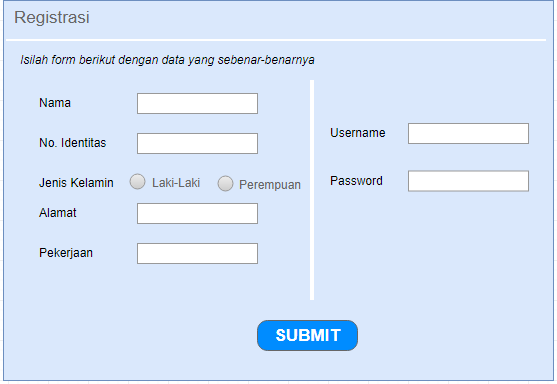 Registrasi
Isilah form berikut dengan data yang sebenar-benarnya
Nama
No. Identitas
Jenis Kelamin Laki-Laki Perempuan
Alamat
Pekerjaan
Username
Password
SUBMIT